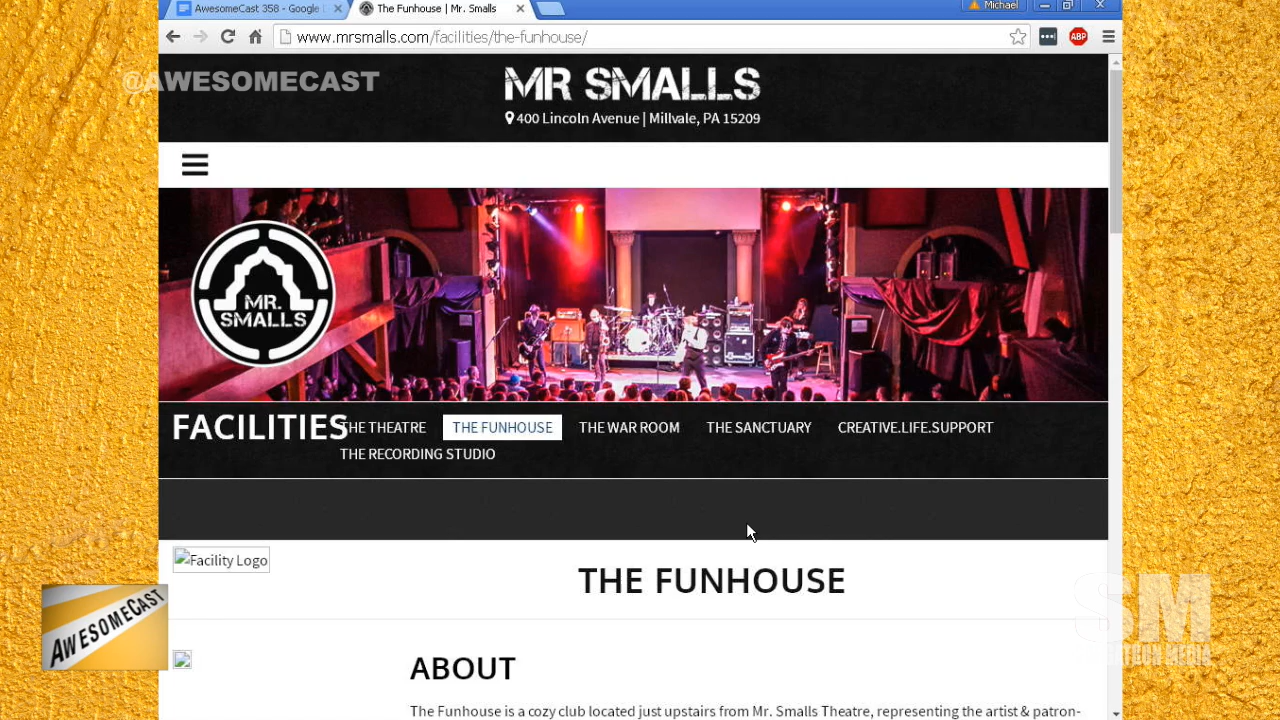 AwesomeCast 358 - Google
The Funhouse | Mr. Smalls
Michael
www.mrsmalls.com/facilities/the-funhouse/
ABP
@AWESOMECAST
MR SMALLS
400 Lincoln Avenue | Millvale, PA 15209
MR.
SMALLS
FACILITIES
THE THEATRE THE FUNHOUSE THE WAR ROOM THE SANCTUARY CREATIVE.LIFE.SUPPORT
THE RECORDING STUDIO
Facility Logo
THE FUNHOUSE
AWESOMECAST
SM
MEDIA
ABOUT
The Funhouse is a cozy club located just upstairs from Mr. Smalls Theatre, representing the artist & patron-